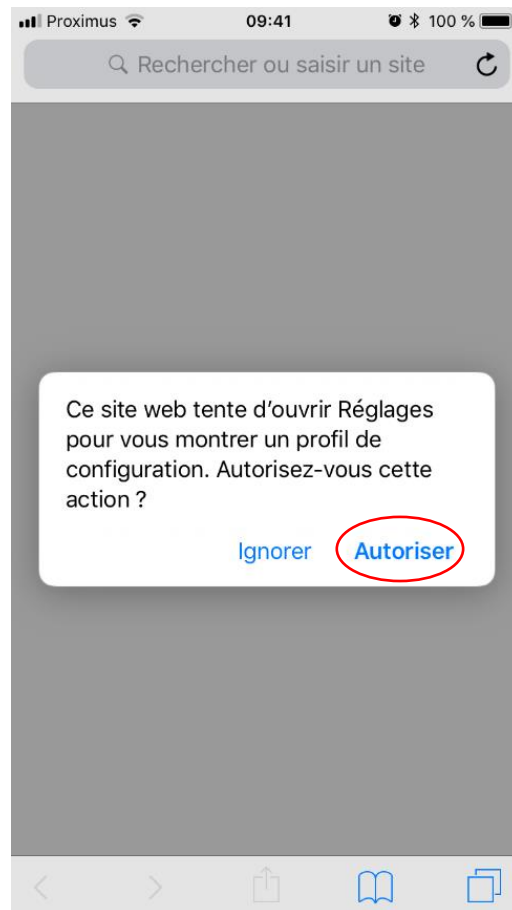 Proximus 09:41 100 %
Rechercher ou saisir un site
Ce site web tente d’ouvrir Réglages
pour vous montrer un profil de
configuration. Autorisez-vous cette
action ?
Ignorer Autoriser